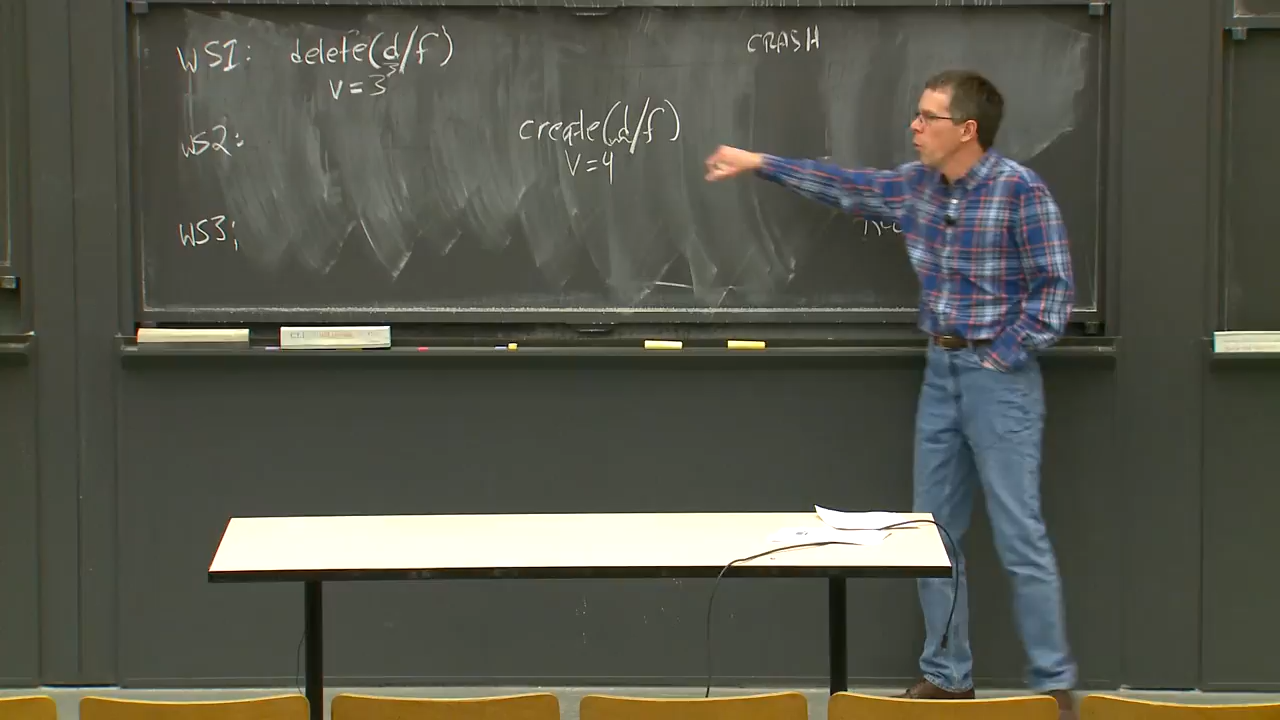 WS1: delete(d/f)
v=3
CRASH
WS2:
create(d/f)
v=4
WS3: